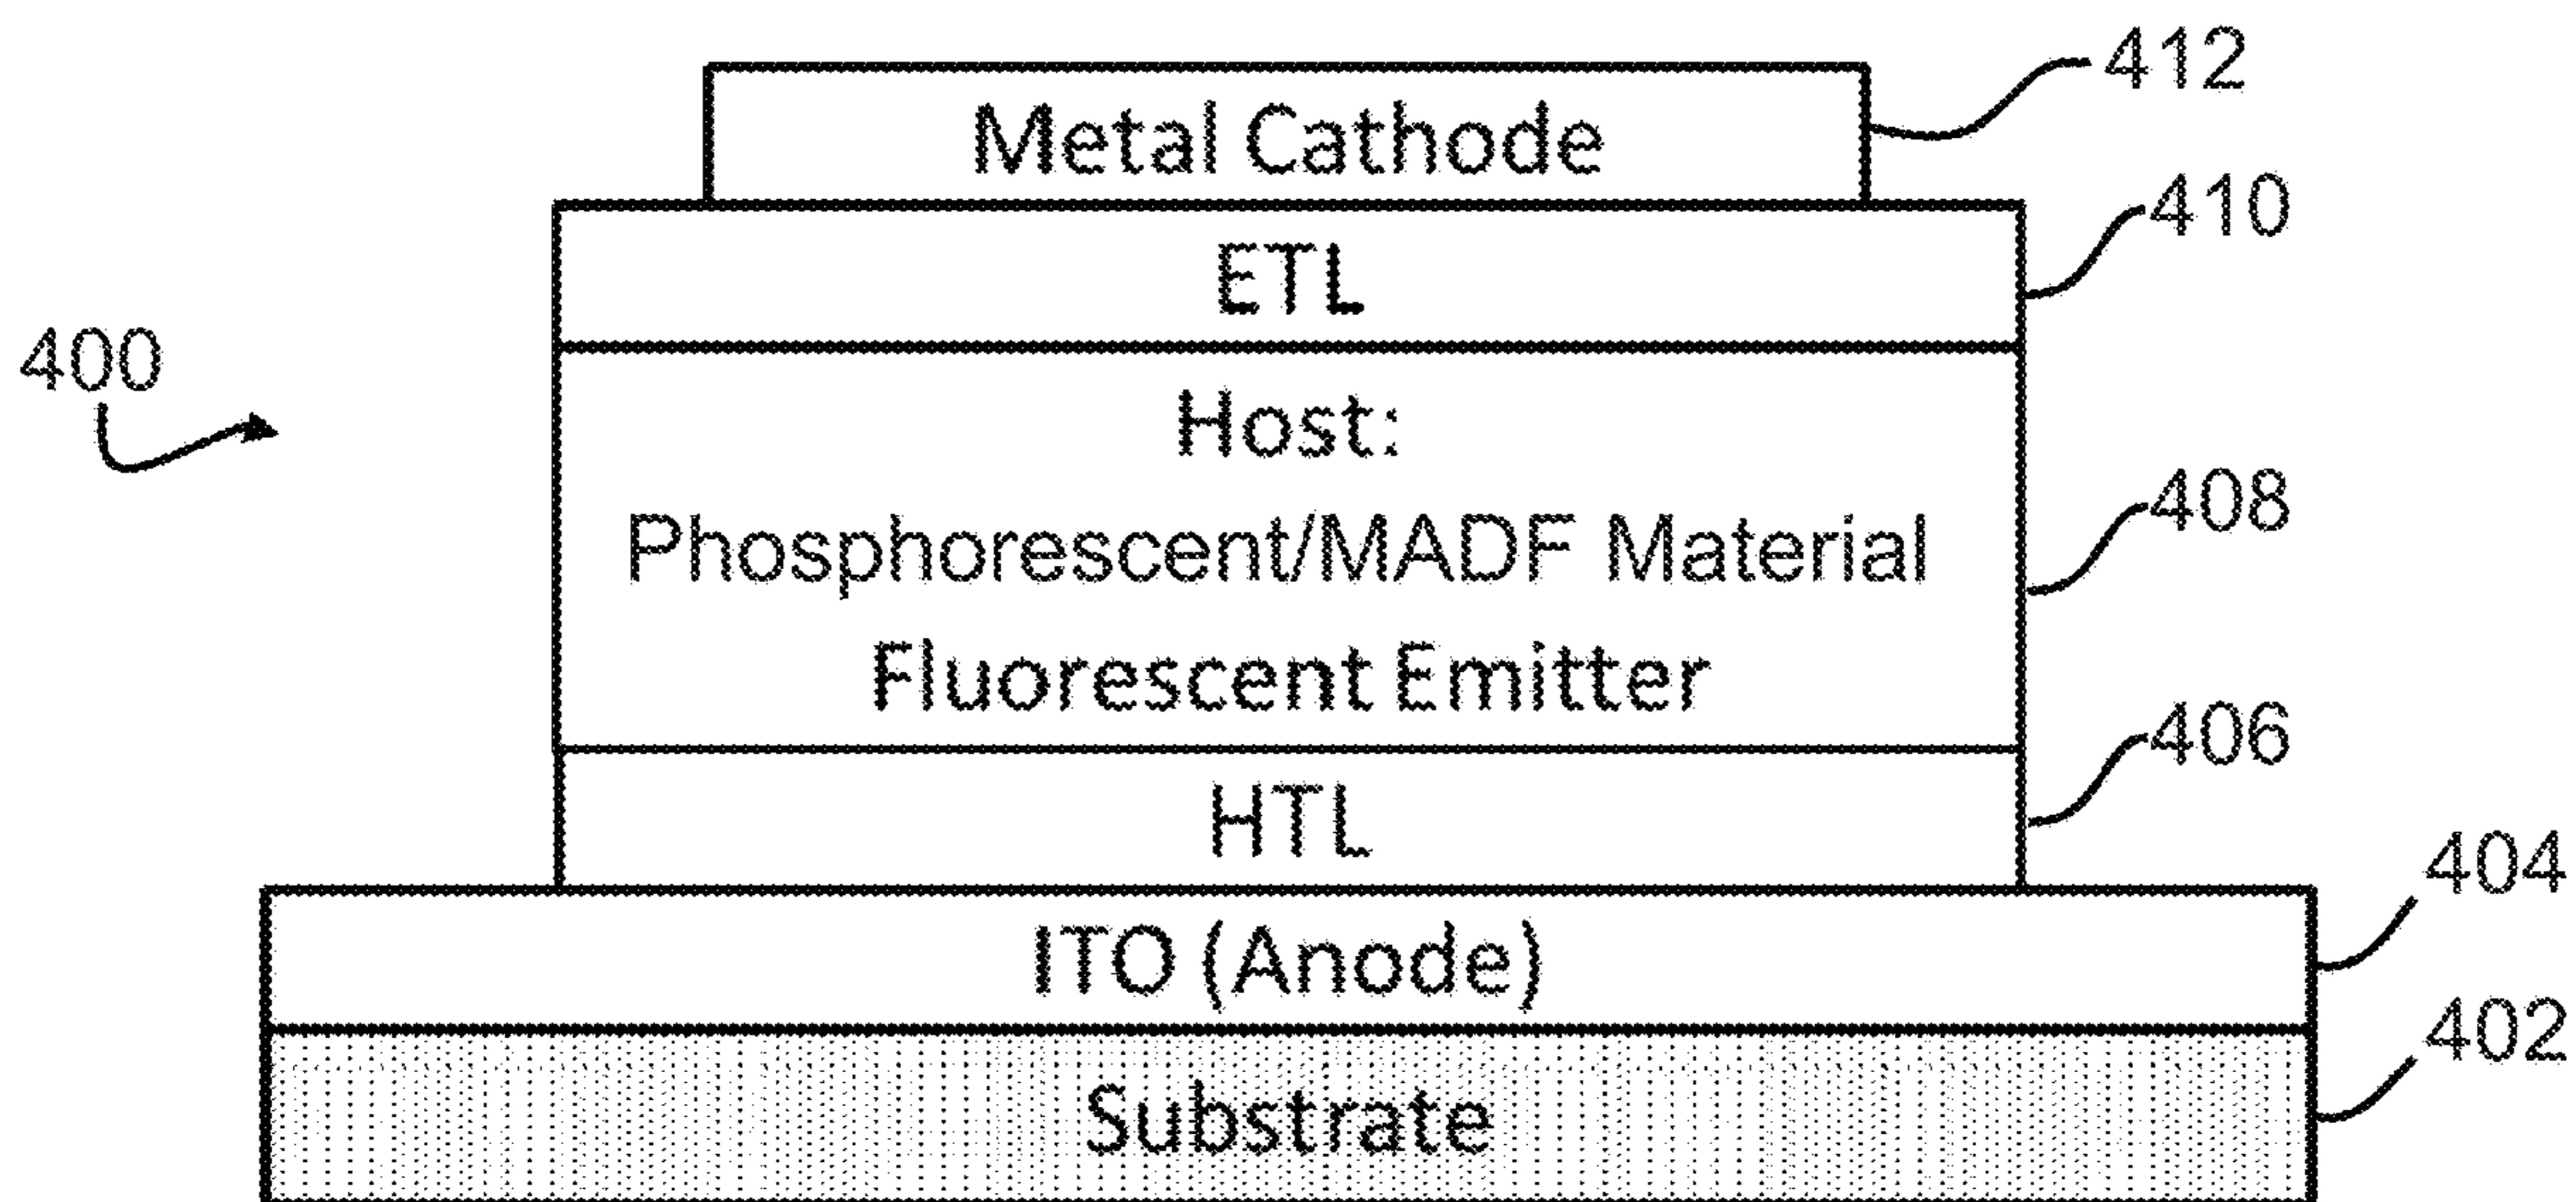 412
Metal Cathode
410
ETL
400
Host:
408
Phosphorescent/MADF Material
Fluorescent Emitter
406
HTL
404
ITO (Anode)
402
Substrate